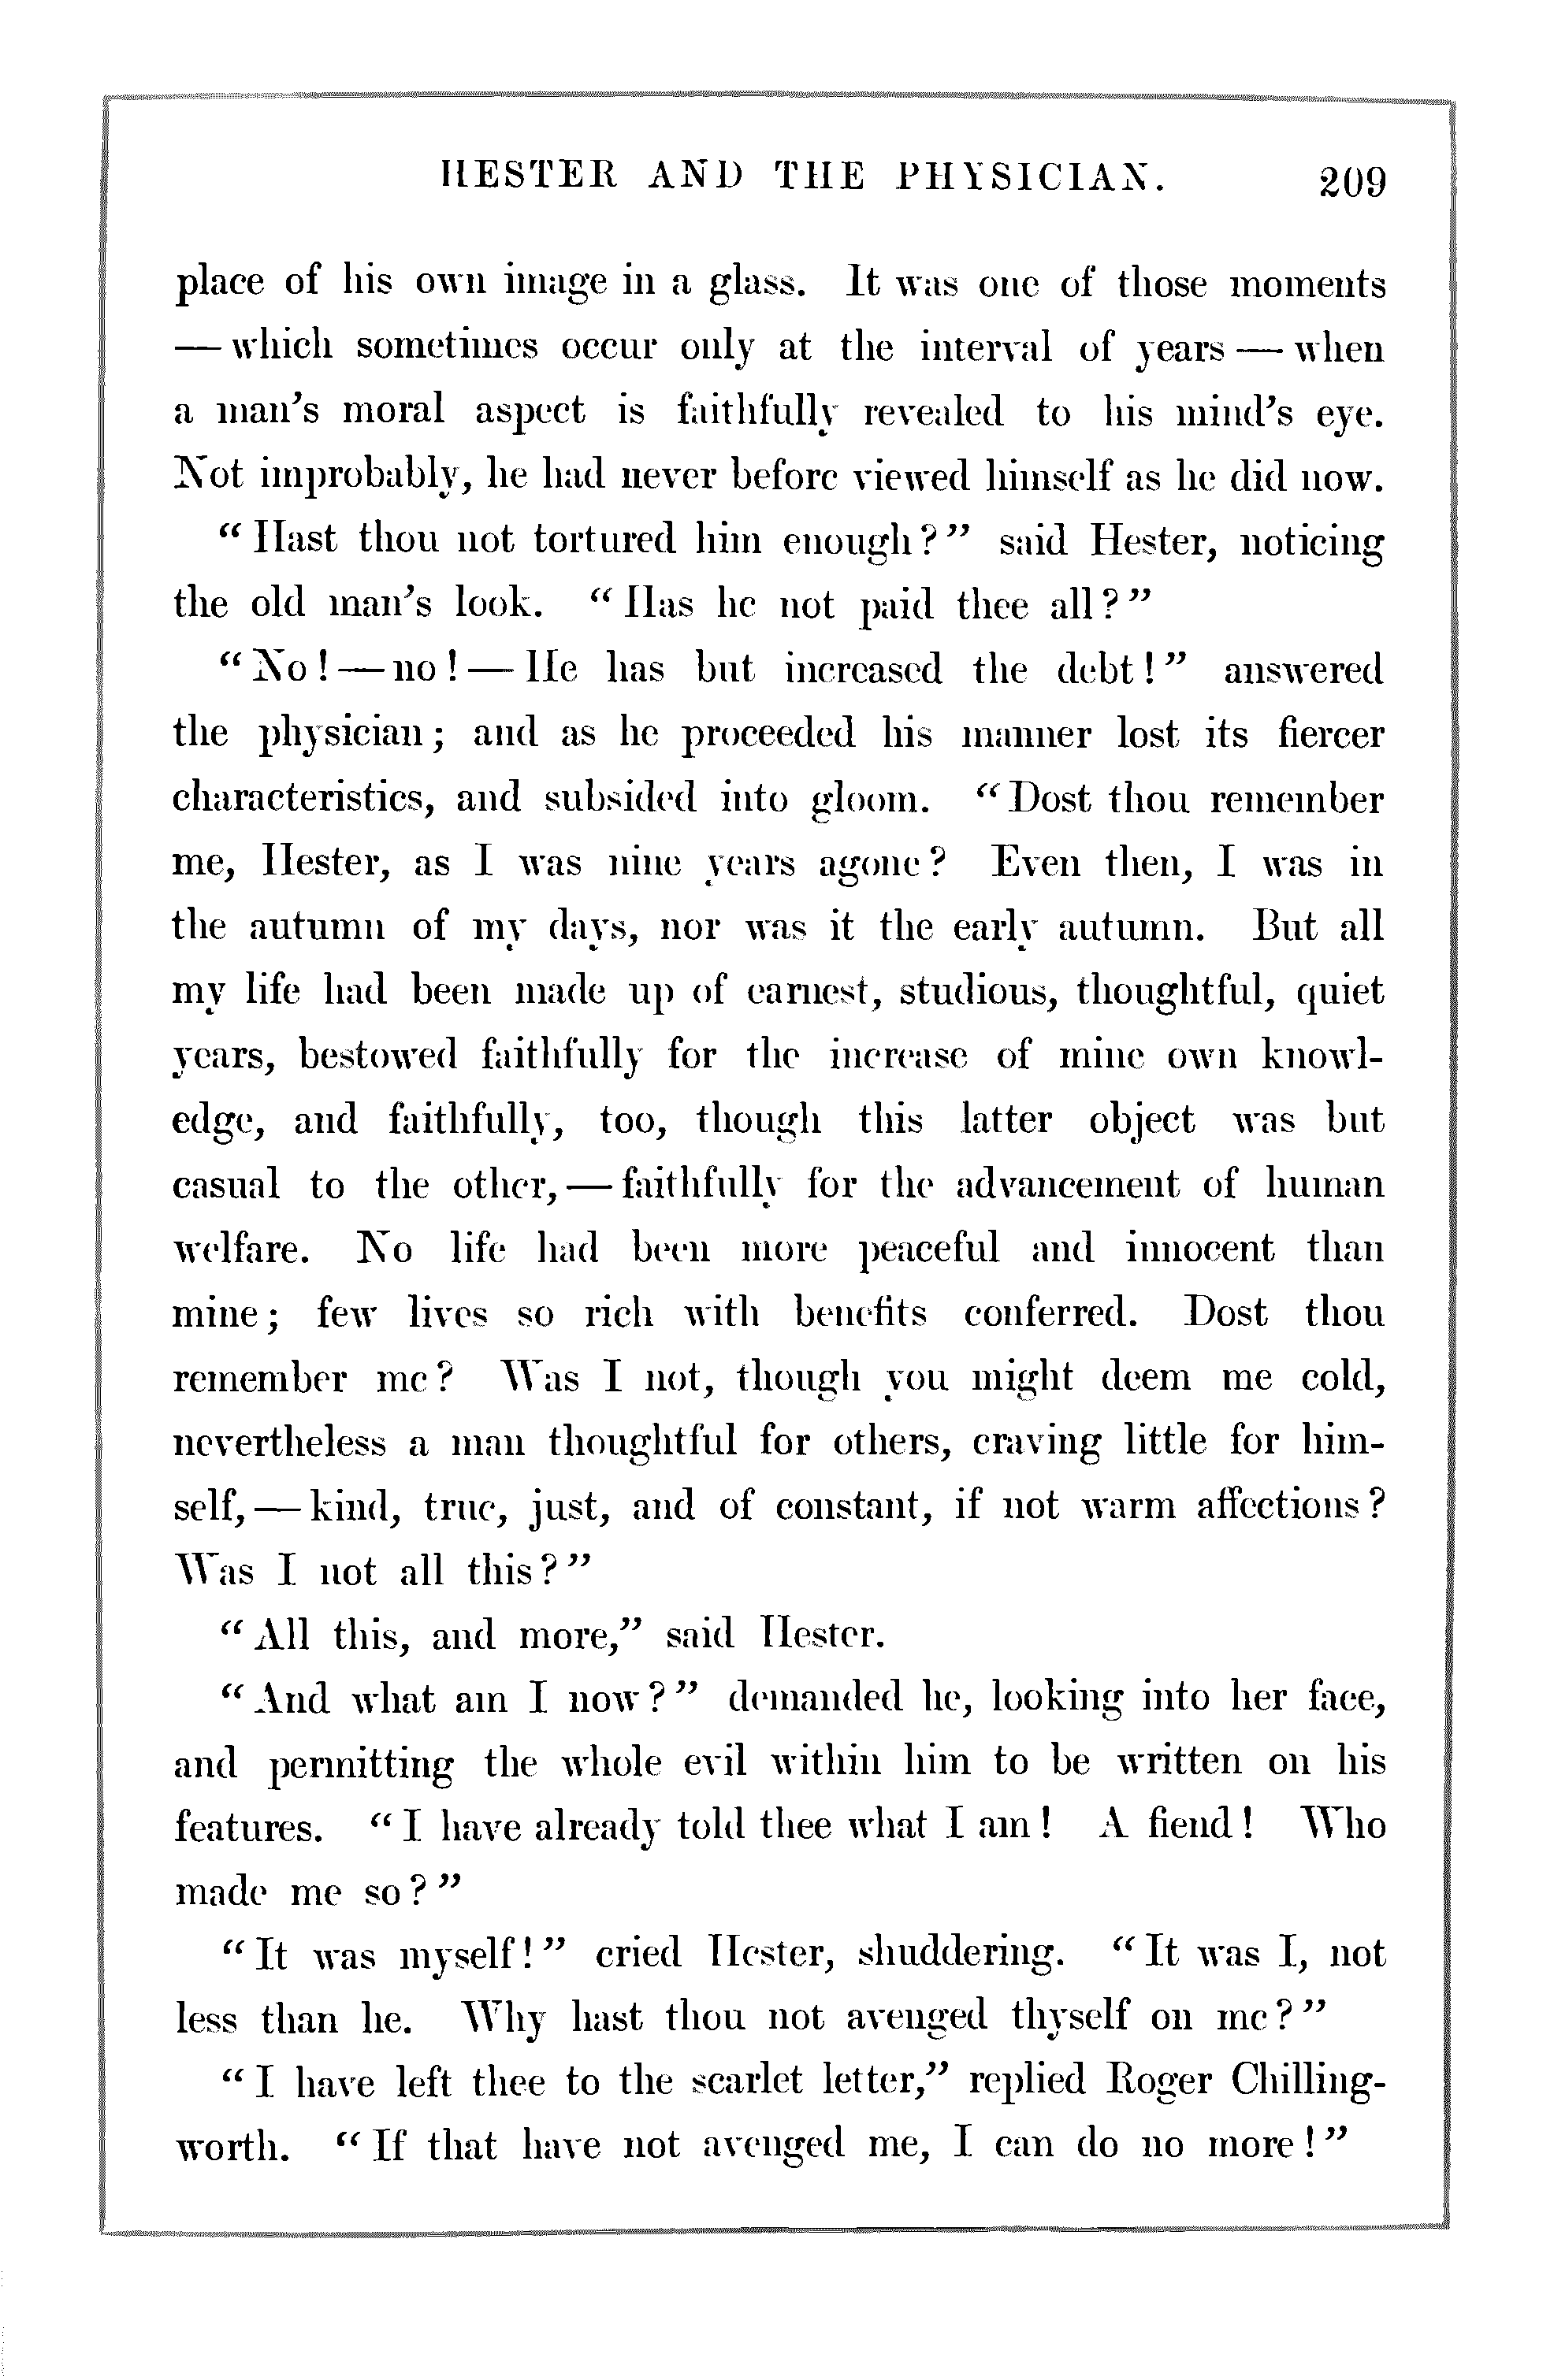 HESTER AND THE PHYSICIAN. 209
place of his own image in a glass. It was one of those moments
— which sometimes occur only at the interval of years — when
a man's moral aspect is faithfully revealed to his mind's eye.
Not improbably, he had never before viewed himself as he did now.
“Hast thou not tortured him enough?” said Hester, noticing
the old man's look. “Has he not paid thee all?”
“No! — no! — He has but increased the debt!” answered
the physician; and as he proceeded his manner lost its fiercer
characteristics, and subsided into gloom. “Dost thou remember
me, Hester, as I was nine years agone? Even then, I was in
the autumn of my days, nor was it the early autumn. But all
my life had been made up of earnest, studious, thoughtful, quiet
years, bestowed faithfully for the increase of mine own knowl-
edge, and faithfully, too, though this latter object was but
casual to the other, — faithfully for the advancement of human
welfare. No life had been more peaceful and innocent than
mine; few lives so rich with benefits conferred. Dost thou
remember me? Was I not, though you might deem me cold,
nevertheless a man thoughtful for others, craving little for him-
self, — kind, true, just, and of constant, if not warm affections?
Was I not all this?”
“All this, and more,” said Hester.
“And what am I now?” demanded he, looking into her face,
and permitting the whole evil within him to be written on his
features. “I have already told thee what I am! A fiend! Who
made me so?”
“It was myself!” cried Hester, shuddering. “It was I, not
less than he. Why hast thou not avenged thyself on me?”
“I have left thee to the scarlet letter,” replied Roger Chilling-
worth. “If that have not avenged me, I can do no more!”